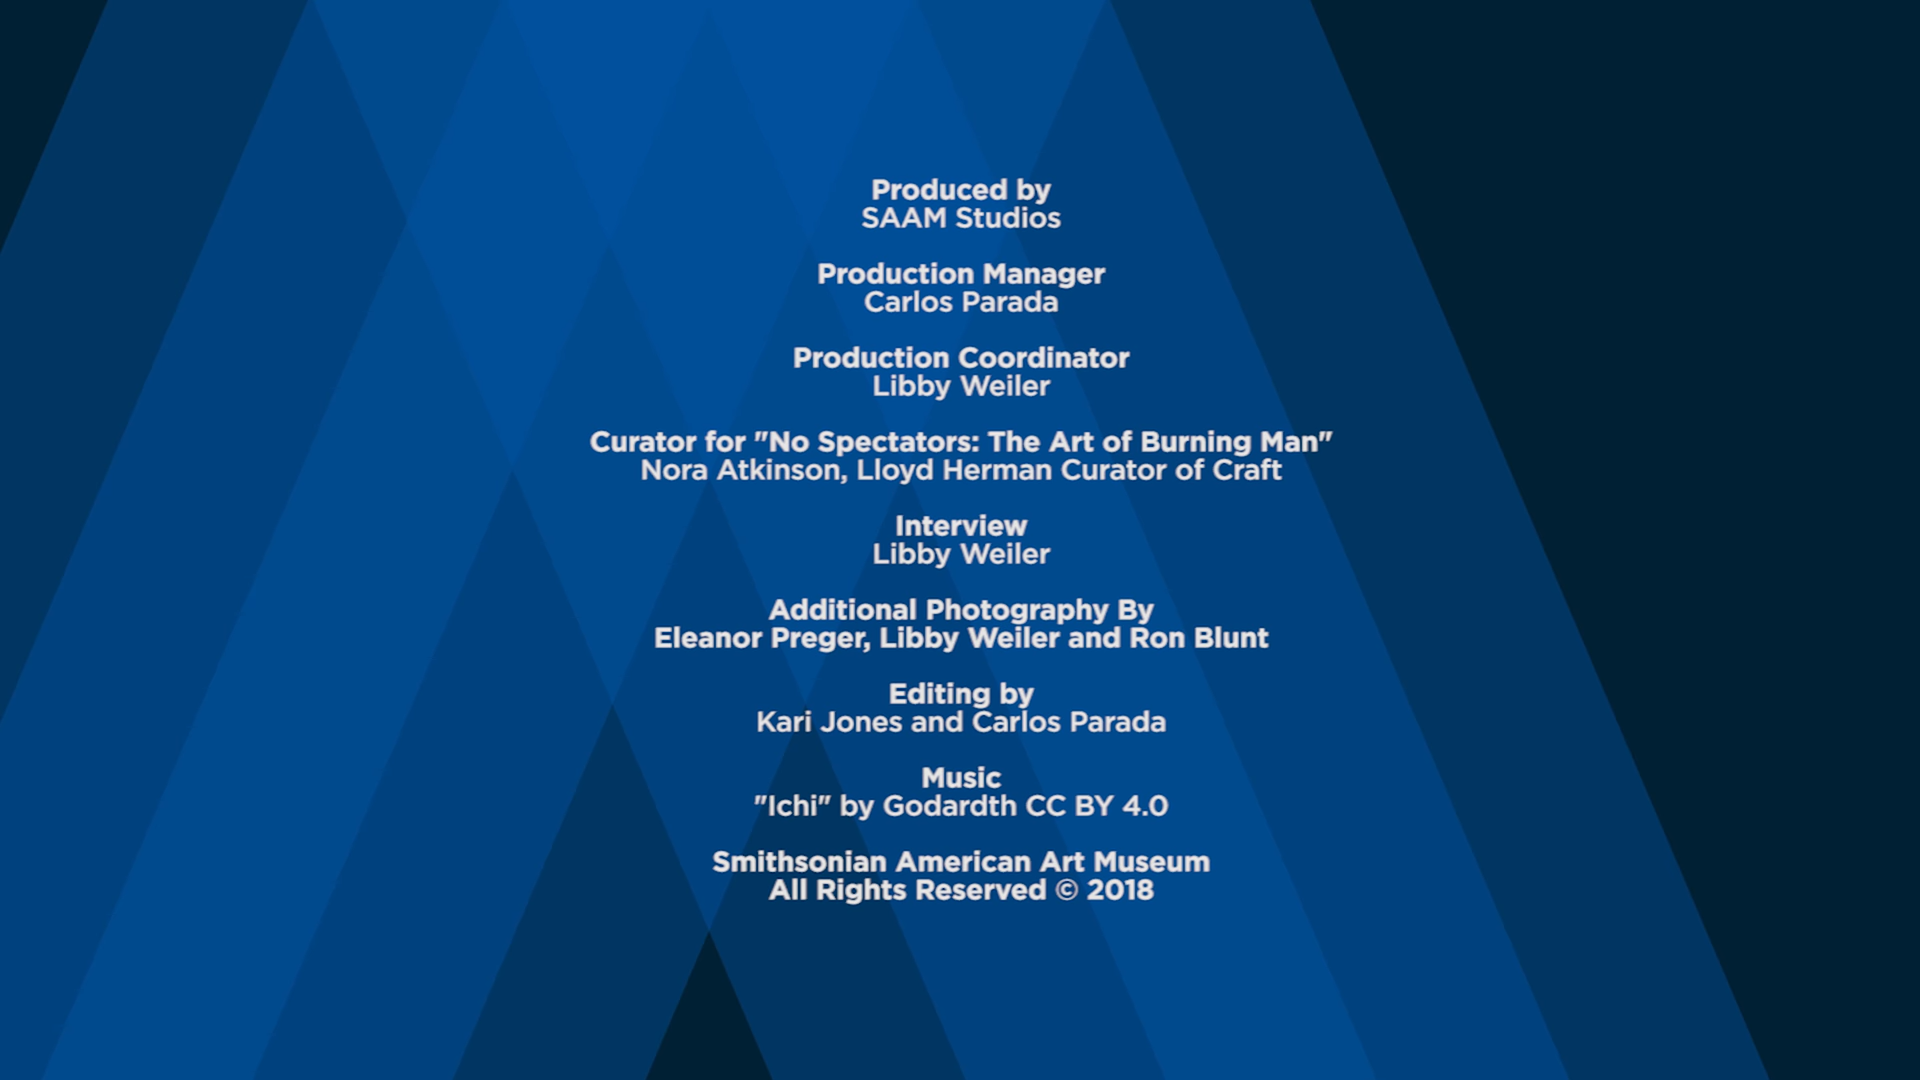 Produced by
SAAM Studios
Production Manager
Carlos Parada
Production Coordinator
Libby Weiler
Curator for "No Spectators: The Art of Burning Man"
Nora Atkinson, Lloyd Herman Curator of Craft
Interview
Libby Weiler
Additional Photography By
Eleanor Preger, Libby Weiler and Ron Blunt
Editing by
Kari Jones and Carlos Parada
Music
"Ichi" by Godardth CC BY 4.0
Smithsonian American Art Museum
All Rights Reserved © 2018